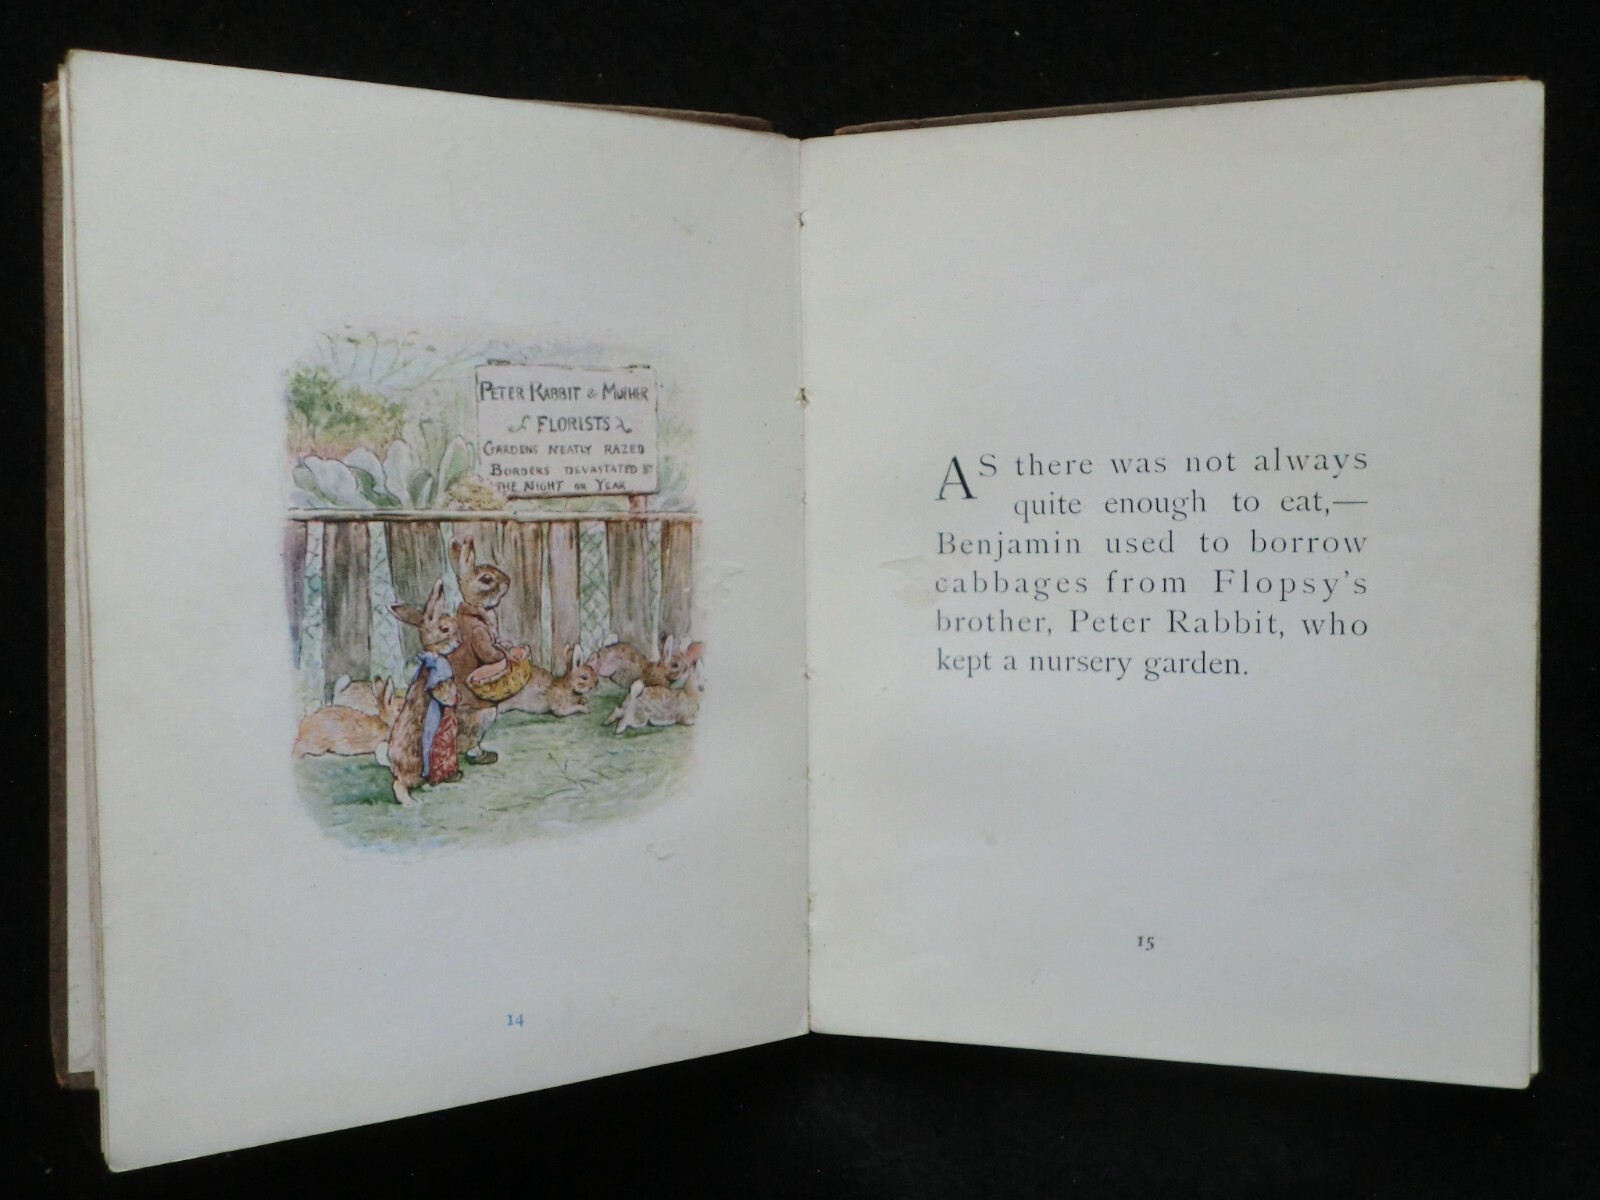 PETER RABBIT & MOTHER
FLORISTS
GARDENS NEATLY RAZED
BORDERS DEVASTATED BY
THE NIGHT OR YEAR
14
AS there was not always
quite enough to eat,—
Benjamin used to borrow
cabbages from Flopsy's
brother, Peter Rabbit, who
kept a nursery garden.
15